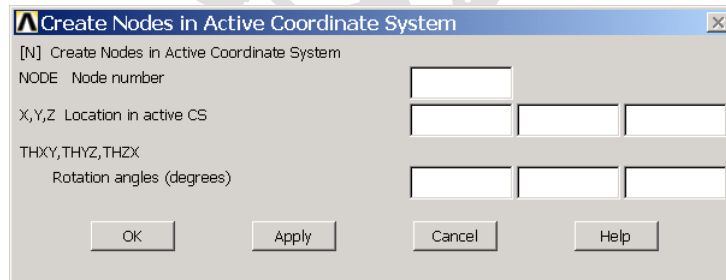 Create Nodes in Active Coordinate System
[N] Create Nodes in Active Coordinate System
NODE Node number
X,Y,Z Location in active CS
THXY,THYZ,THZX
Rotation angles (degrees)
OK Apply Cancel Help